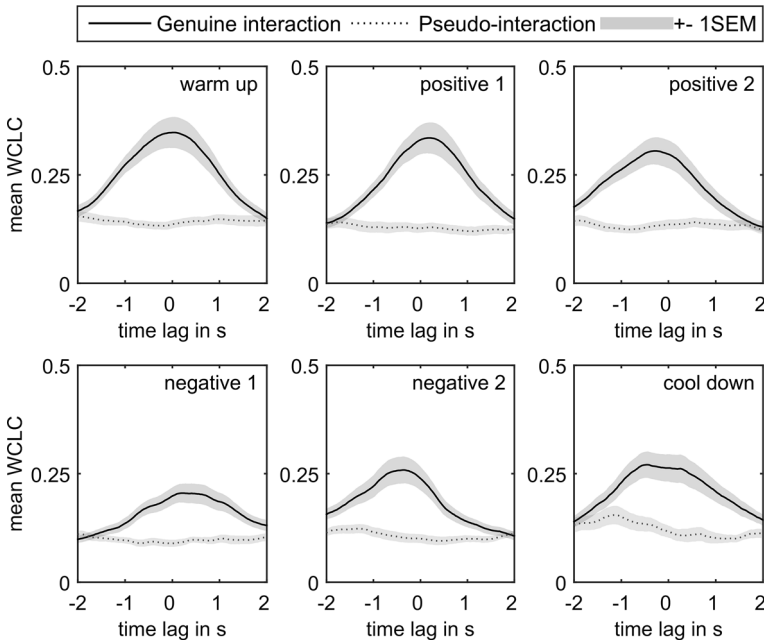 Genuine interaction Pseudo-interaction +- 1SEM
warm up
mean WCLC
0.5
0.25
0
-2 -1 0 1 2
time lag in s
positive 1
0.5
0.25
0
-2 -1 0 1 2
time lag in s
positive 2
0.5
0.25
0
-2 -1 0 1 2
time lag in s
negative 1
mean WCLC
0.5
0.25
0
-2 -1 0 1 2
time lag in s
negative 2
0.5
0.25
0
-2 -1 0 1 2
time lag in s
cool down
0.5
0.25
0
-2 -1 0 1 2
time lag in s